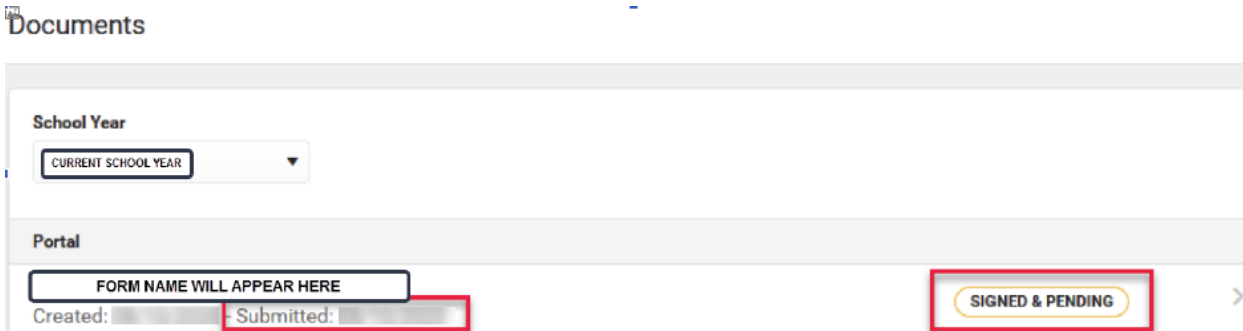 Documents
School Year
CURRENT SCHOOL YEAR
Portal
FORM NAME WILL APPEAR HERE
SIGNED & PENDING
Created: - Submitted: